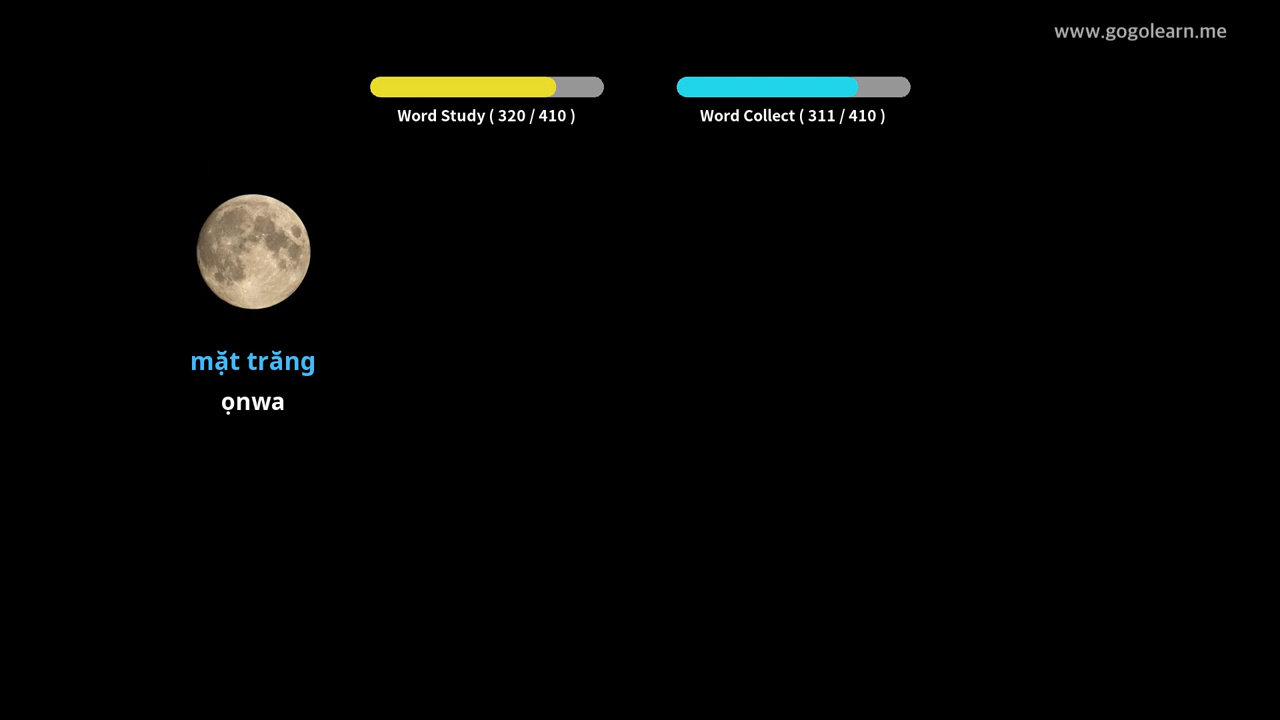 www.gogolearn.me
Word Study ( 320 / 410 )
Word Collect ( 311 / 410 )
mặt trăng
ọnwa